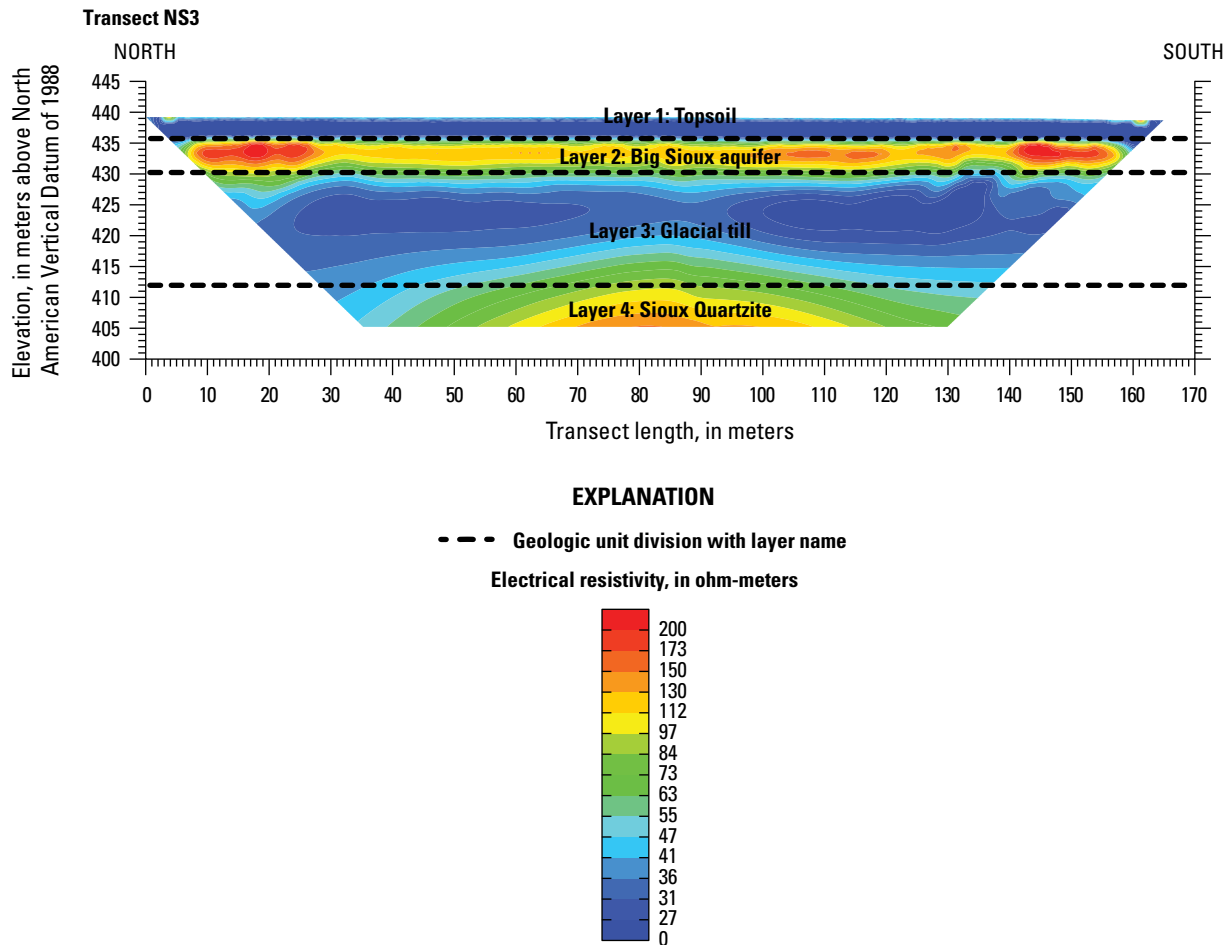 Transect NS3
NORTH
SOUTH
Elevation, in meters above North
American Vertical Datum of 1988
445
440
435
430
425
420
415
410
405
400
Layer 1: Topsoil
Layer 2: Big Sioux aquifer
Layer 3: Glacial till
Layer 4: Sioux Quartzite
0 10 20 30 40 50 60 70 80 90 100 110 120 130 140 150 160 170
Transect length, in meters
EXPLANATION
Geologic unit division with layer name
Electrical resistivity, in ohm-meters
200
173
150
130
112
97
84
73
63
55
47
41
36
31
27
0